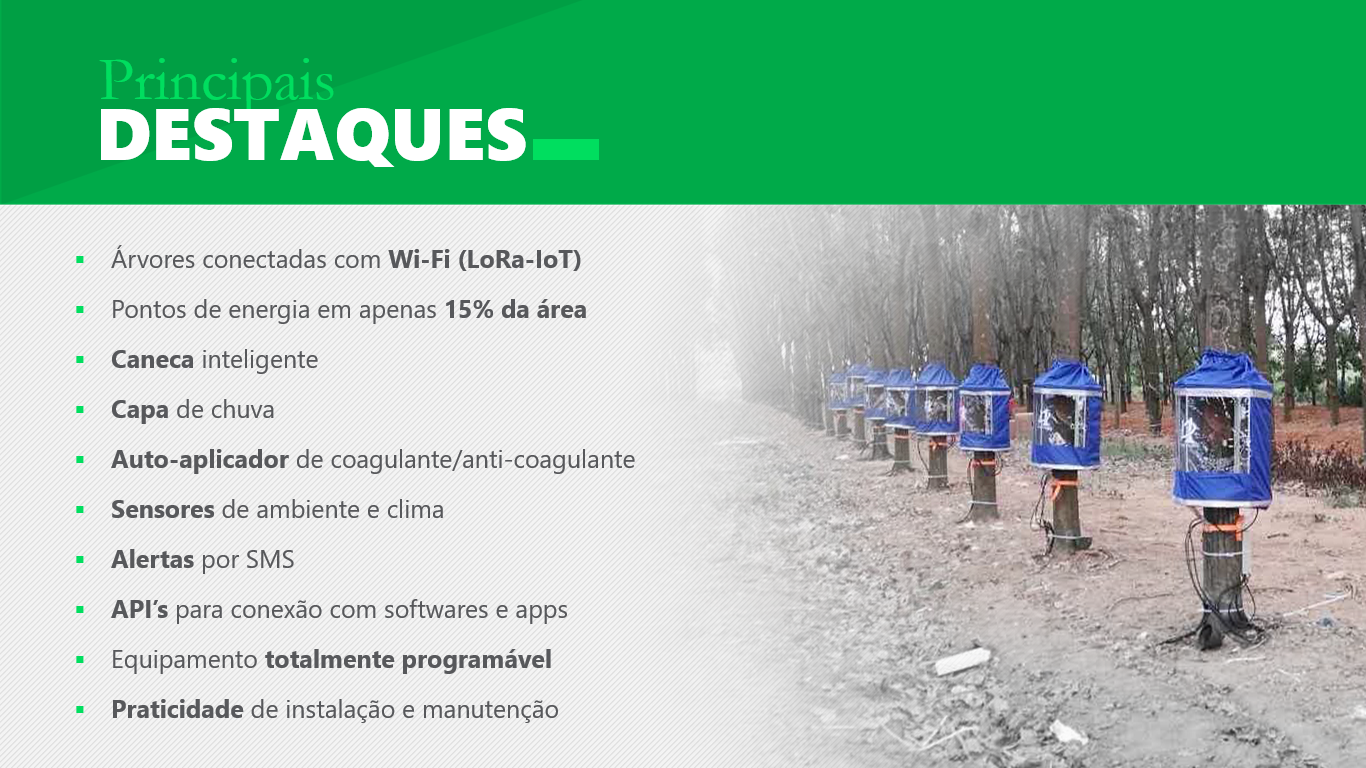 Principais
DESTAQUES
Árvores conectadas com Wi-Fi (LoRa-IoT)
Pontos de energia em apenas 15% da área
Caneca inteligente
Capa de chuva
Auto-aplicador de coagulante/anti-coagulante
Sensores de ambiente e clima
Alertas por SMS
API’s para conexão com softwares e apps
Equipamento totalmente programável
Praticidade de instalação e manutenção